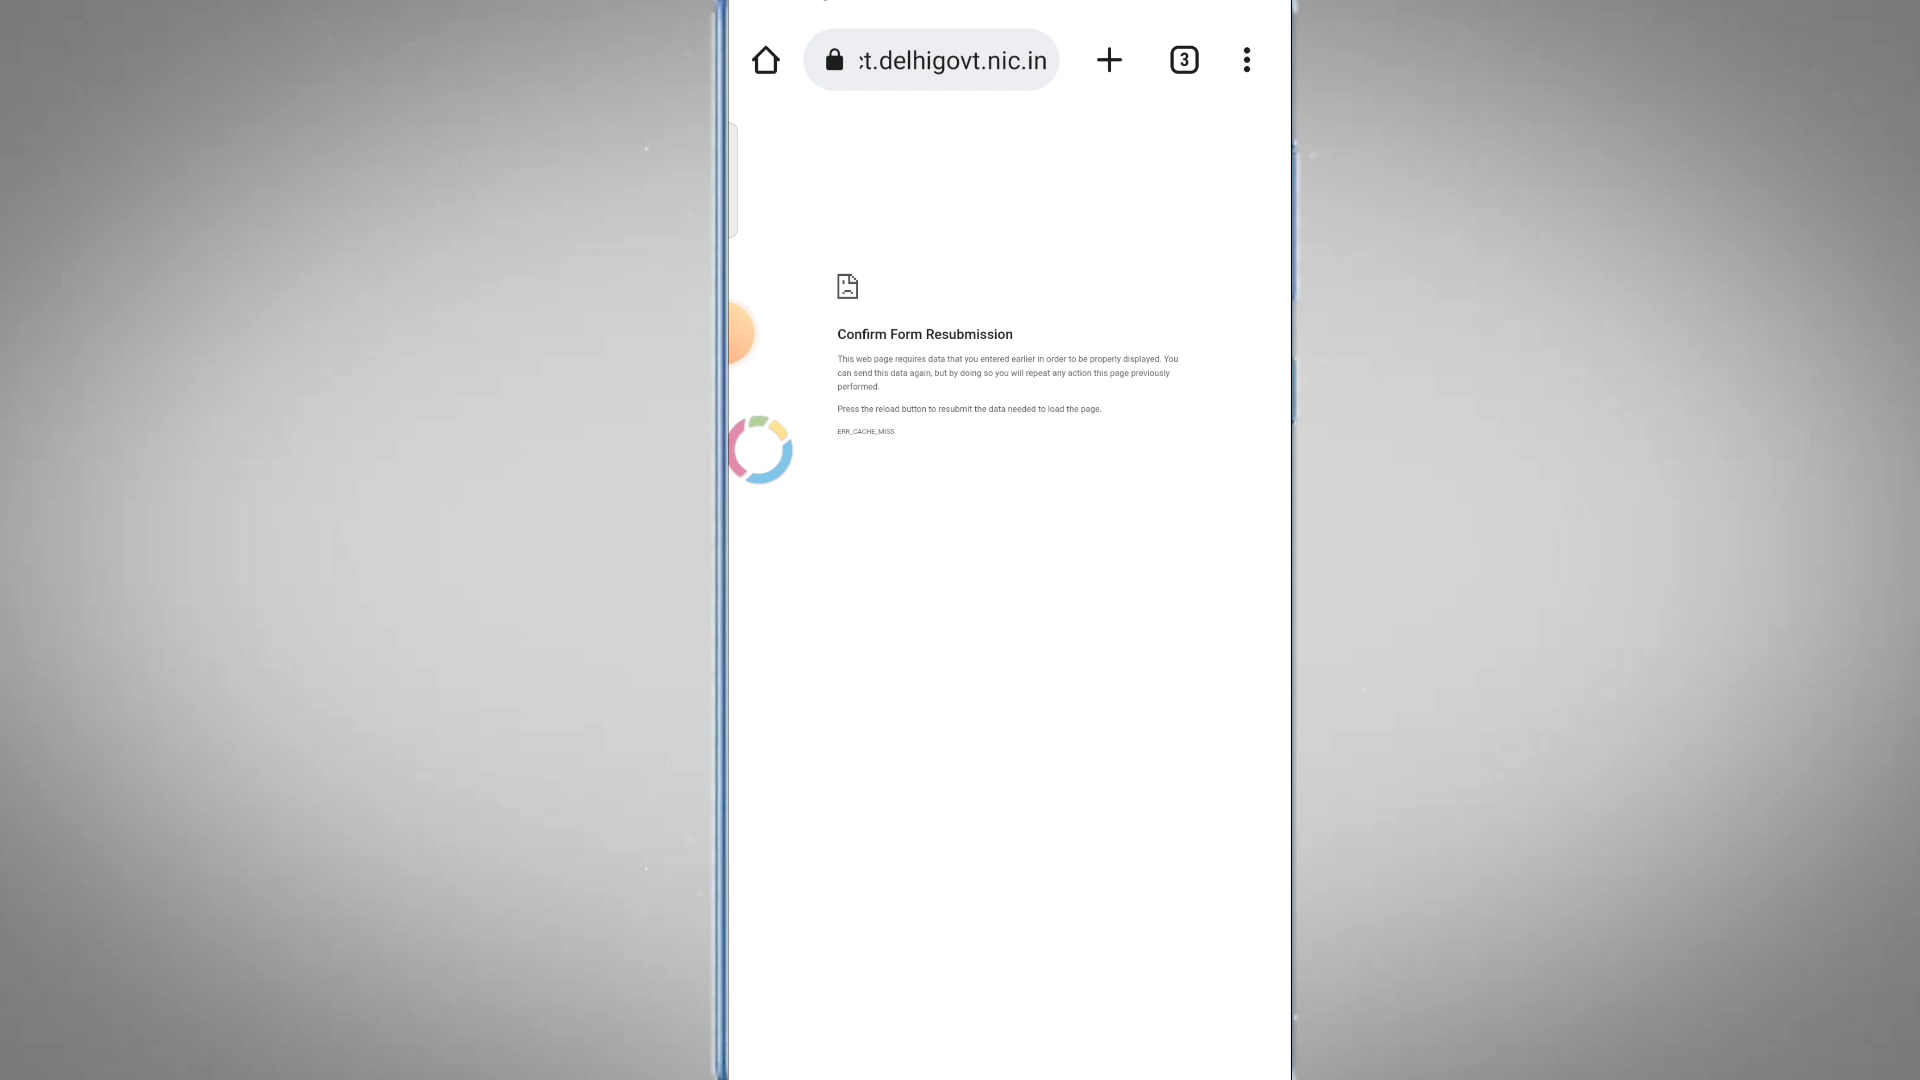 t.delhigovt.nic.in
3
Confirm Form Resubmission
This web page requires data that you entered earlier in order to be properly displayed. You
can send this data again, but by doing so you will repeat any action this page previously
performed.
Press the reload button to resubmit the data needed to load the page.
ERR_CACHE_MISS